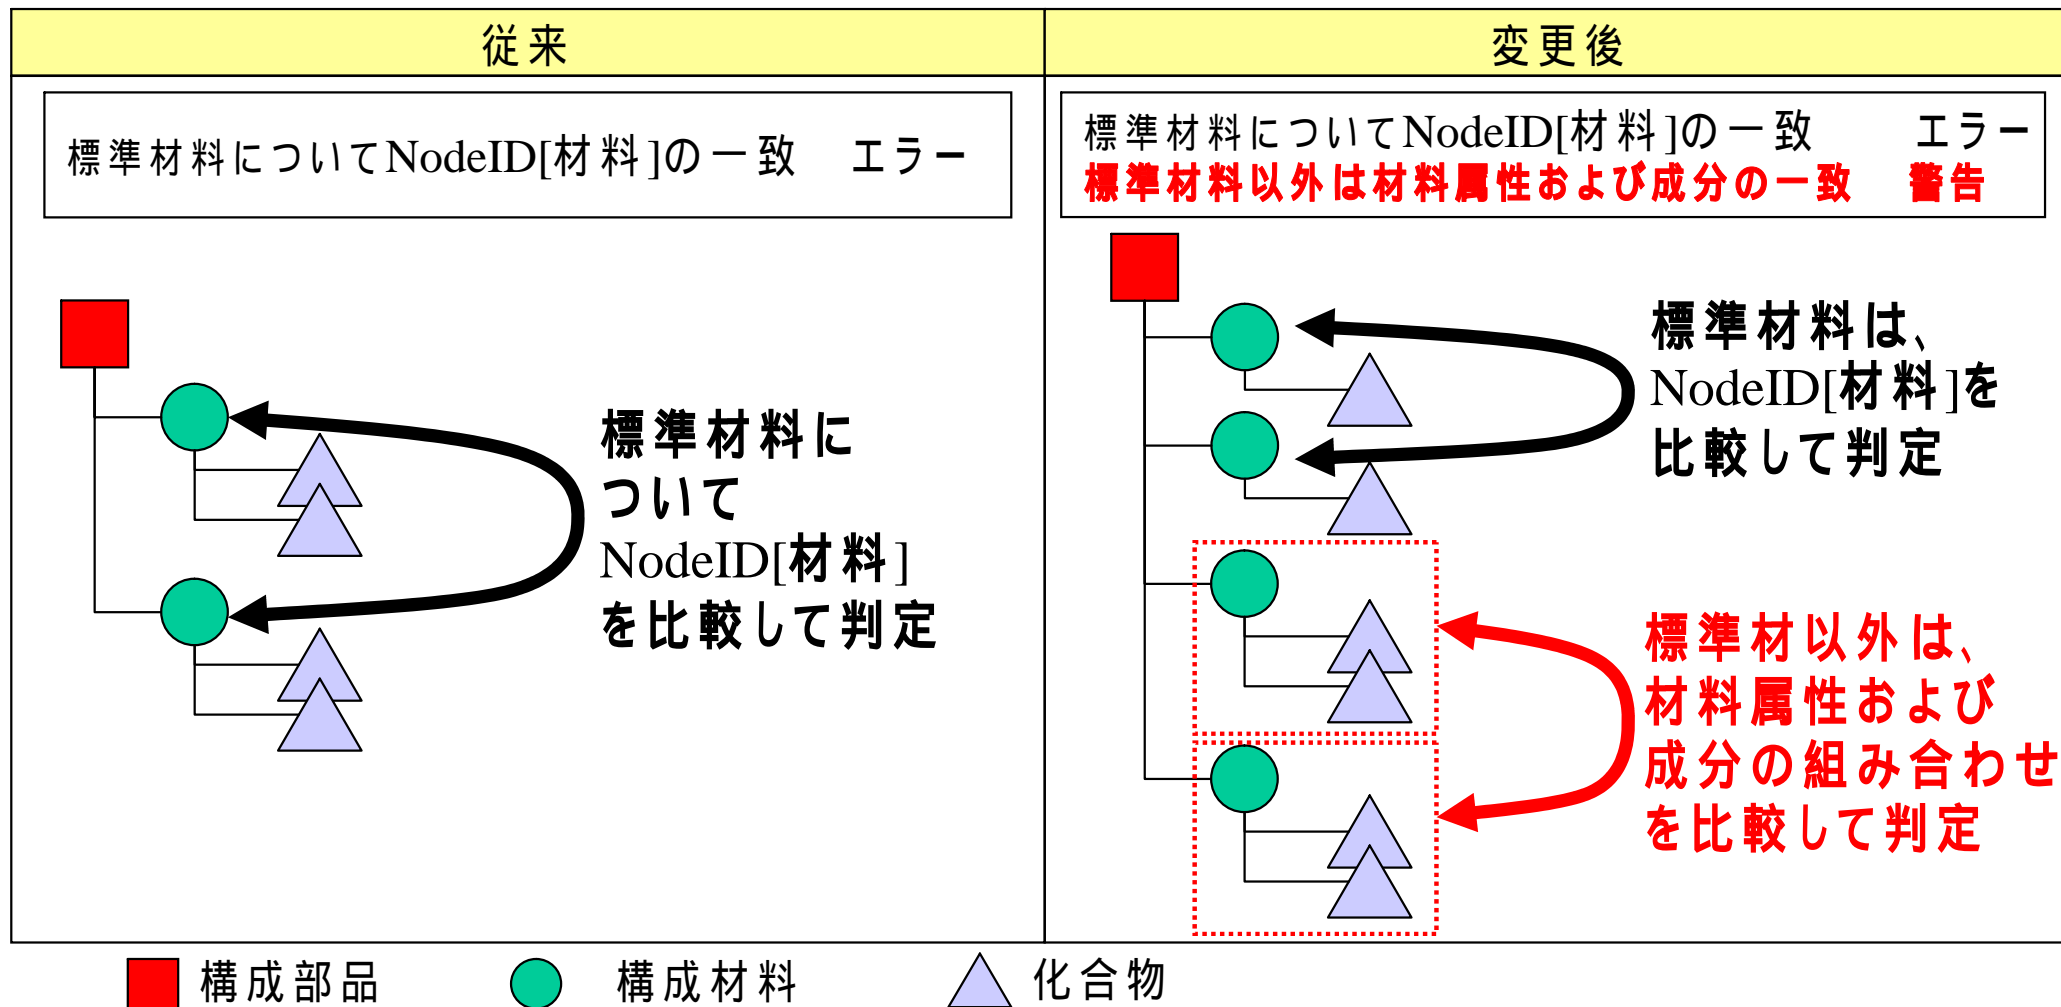 従来
変更後
標準材料についてNodeID[材料]の一致　エラー
標準材料についてNodeID[材料]の一致　エラー
標準材料以外は材料属性および成分の一致　警告
標準材料に
ついて
NodeID[材料]
を比較して判定
標準材料は、
NodeID[材料]を
比較して判定
標準材以外は、
材料属性および
成分の組み合わせ
を比較して判定
構成部品
構成材料
化合物